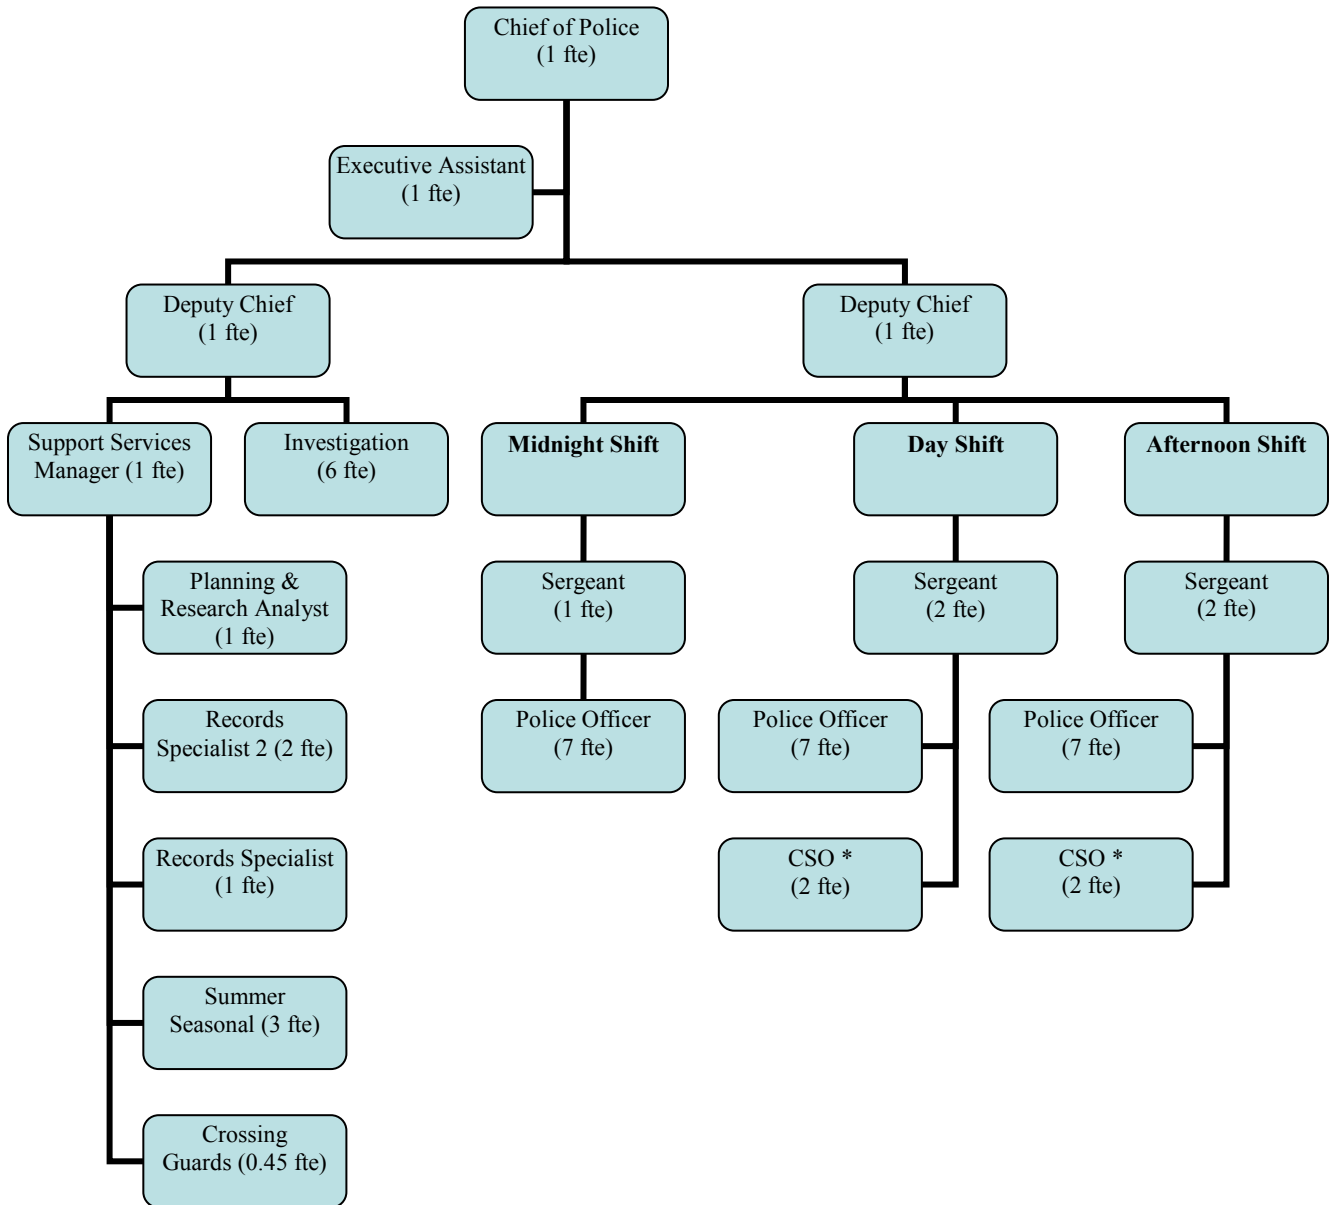 Chief of Police
(1 fte)
Executive Assistant
(1 fte)
Deputy Chief
(1 fte)
Deputy Chief
(1 fte)
Support Services
Manager (1 fte)
Investigation
(6 fte)
Midnight Shift
Day Shift
Afternoon Shift
Planning &
Research Analyst
(1 fte)
Sergeant
(1 fte)
Sergeant
(2 fte)
Sergeant
(2 fte)
Records
Specialist 2 (2 fte)
Police Officer
(7 fte)
Police Officer
(7 fte)
Police Officer
(7 fte)
Records Specialist
(1 fte)
CSO *
(2 fte)
CSO *
(2 fte)
Summer
Seasonal (3 fte)
Crossing
Guards (0.45 fte)